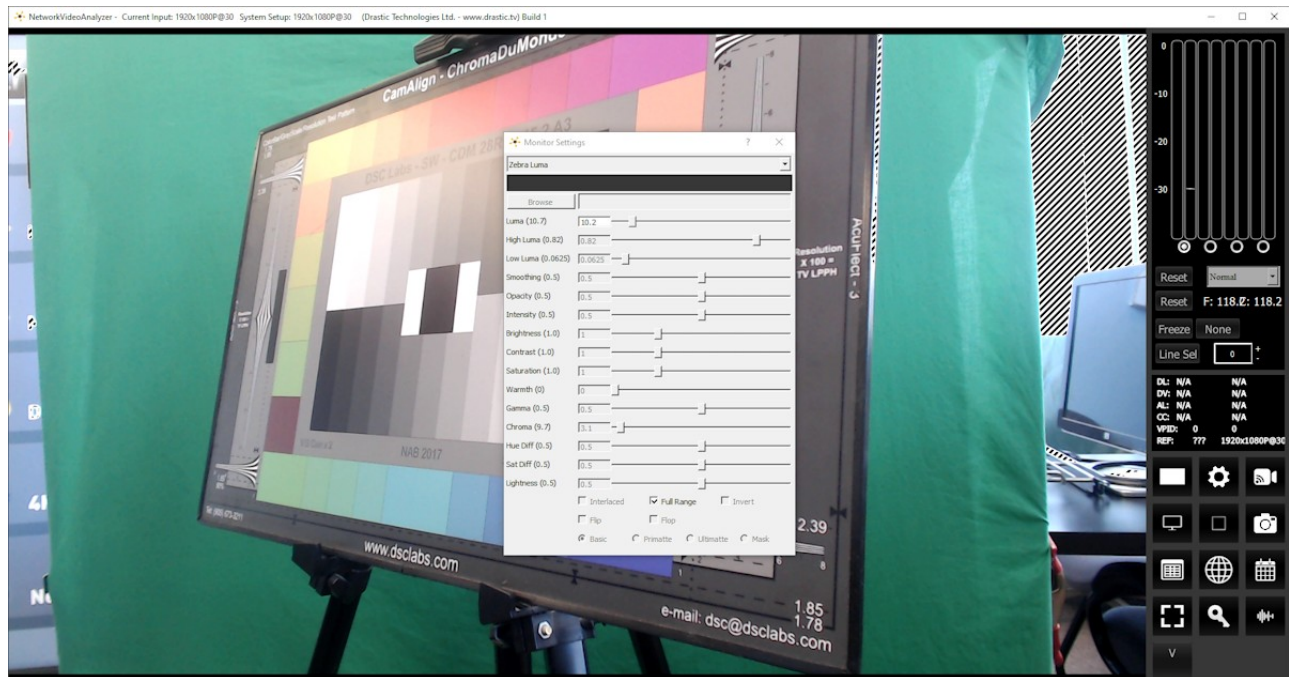 NetworkVideoAnalyzer - Current Input: 1920x1080P@30 System Setup: 1920x1080P@30 (Drastic Technologies Ltd. - www.drastic.tv) Build 1
CamAlign - ChromaDuMonde
DSC Labs - SW - CDM 28R
A3
NAB 2017
www.dsclabs.com
e-mail: dsc@dsclabs.com
AcuTect - 3
Resolution
X 100 =
TV LPPH
2.39
1.85
1.78
1
6
8
Monitor Settings
?
Zebra Luma
Browse
Luma (10.7) 10.2
High Luma (0.82) 0.82
Low Luma (0.0625) 0.0625
Smoothing (0.5) 0.5
Opacity (0.5) 0.5
Intensity (0.5) 0.5
Brightness (1.0) 1
Contrast (1.0) 1
Saturation (1.0) 1
Warmth (0) 0
Gamma (0.5) 0.5
Chroma (9.7) 3.1
Hue Diff (0.5) 0.5
Sat Diff (0.5) 0.5
Lightness (0.5) 0.5
Interlaced Full Range Invert
Flip Flop
Basic Primatte Ultimatte Mask
0
-10
-20
-30
Reset Normal
Reset F: 118.2Z: 118.2
Freeze None
Line Sel 0 + -
DL: N/A N/A
DV: N/A N/A
AL: N/A N/A
CC: N/A N/A
VPID: 0 0
REF: ??? 1920x1080P@30
V